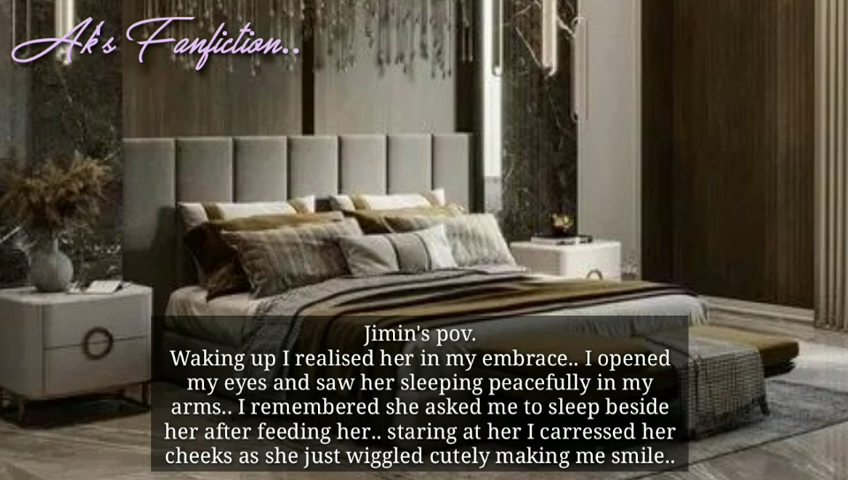 Ak's Fanfiction..
Jimin's pov.
Waking up I realised her in my embrace.. I opened
my eyes and saw her sleeping peacefully in my
arms.. I remembered she asked me to sleep beside
her after feeding her.. staring at her I carressed her
cheeks as she just wiggled cutely making me smile..